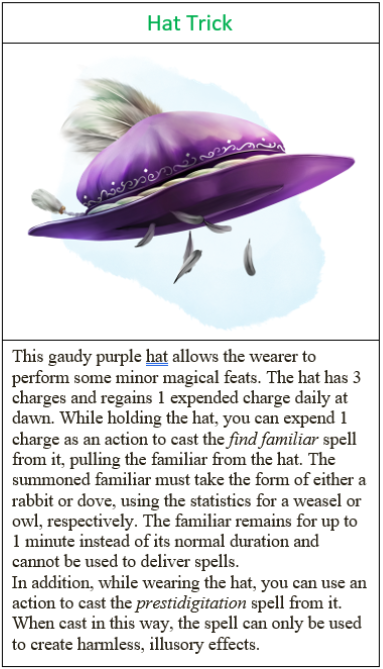 Hat Trick
This gaudy purple hat allows the wearer to
perform some minor magical feats. The hat has 3
charges and regains 1 expended charge daily at
dawn. While holding the hat, you can expend 1
charge as an action to cast the find familiar spell
from it, pulling the familiar from the hat. The
summoned familiar must take the form of either a
rabbit or dove, using the statistics for a weasel or
owl, respectively. The familiar remains for up to
1 minute instead of its normal duration and
cannot be used to deliver spells.
In addition, while wearing the hat, you can use an
action to cast the prestidigitation spell from it.
When cast in this way, the spell can only be used
to create harmless, illusory effects.